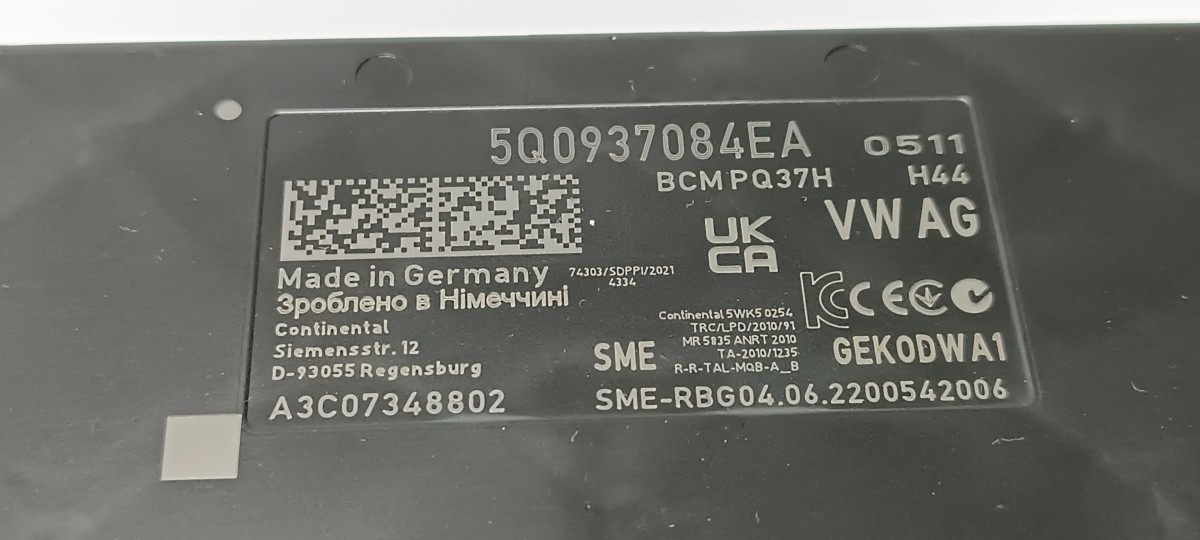 5Q0937084EA 0511
BCM PQ37H H44
VW AG
UK
CA
Made in Germany
Зроблено в Німеччині
74303/SDPPI/2021
4334
Continental
Siemensstr. 12
D-93055 Regensburg
A3C07348802
Continental 5WK5 0254
TRC/LPD/2010/91
MR 5835 ANRT 2010
TA-2010/1235
R-R-TAL-MQB-A_B
SME
KC CE
GEK0DWA1
SME-RBG04.06.2200542006